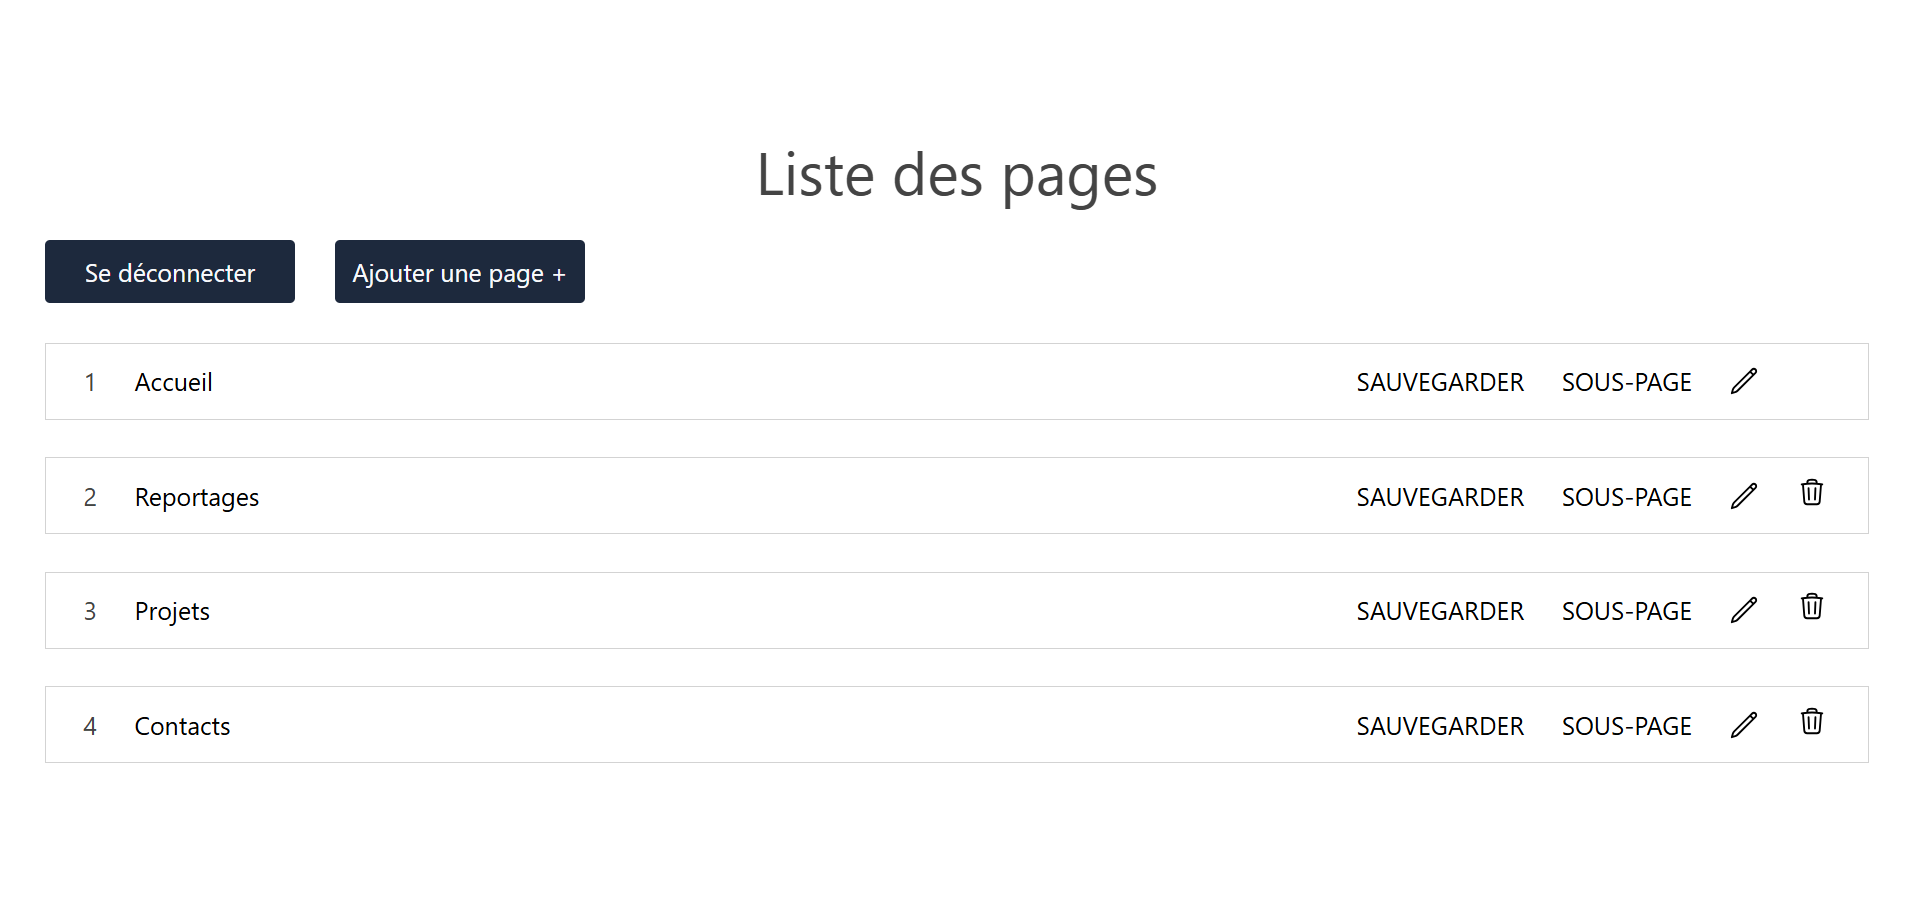 Liste des pages
Se déconnecter Ajouter une page +
1 Accueil SAUVEGARDER SOUS-PAGE
2 Reportages SAUVEGARDER SOUS-PAGE
3 Projets SAUVEGARDER SOUS-PAGE
4 Contacts SAUVEGARDER SOUS-PAGE